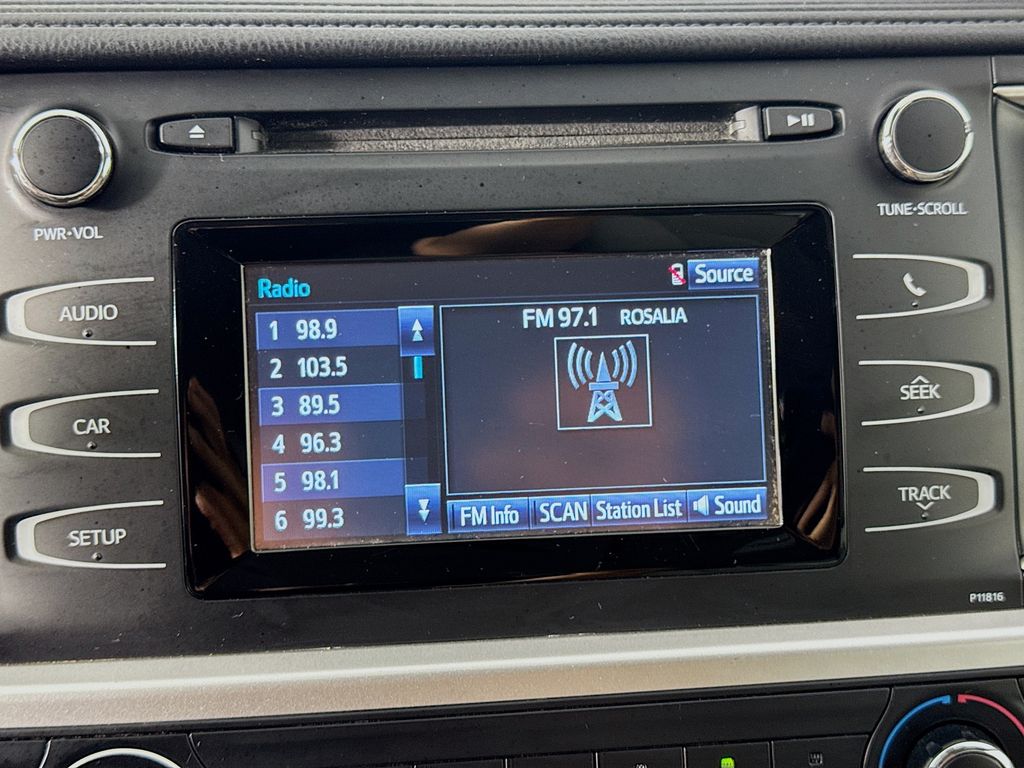 PWR•VOL
TUNE•SCROLL
AUDIO
CAR
SETUP
Radio
Source
1 98.9
2 103.5
3 89.5
4 96.3
5 98.1
6 99.3
FM 97.1 ROSALIA
FM Info SCAN Station List Sound
SEEK
TRACK
P11816